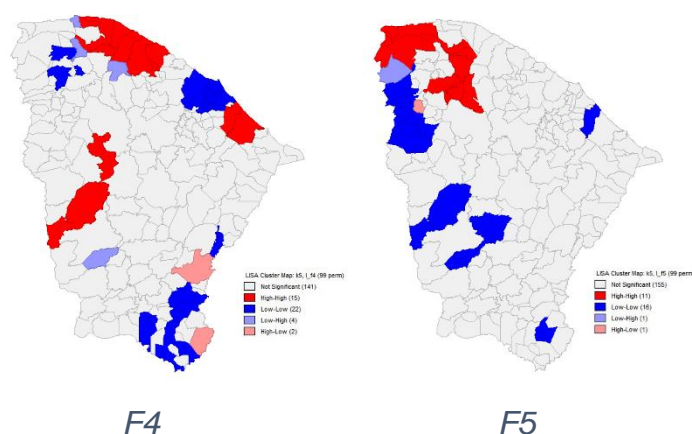 LISA Cluster Map: k5, I_f4 (99 perm)
Not Significant (141)
High-High (15)
Low-Low (22)
Low-High (4)
High-Low (2)
LISA Cluster Map: k5, I_f5 (99 perm)
Not Significant (155)
High-High (11)
Low-Low (16)
Low-High (1)
High-Low (1)
F4
F5